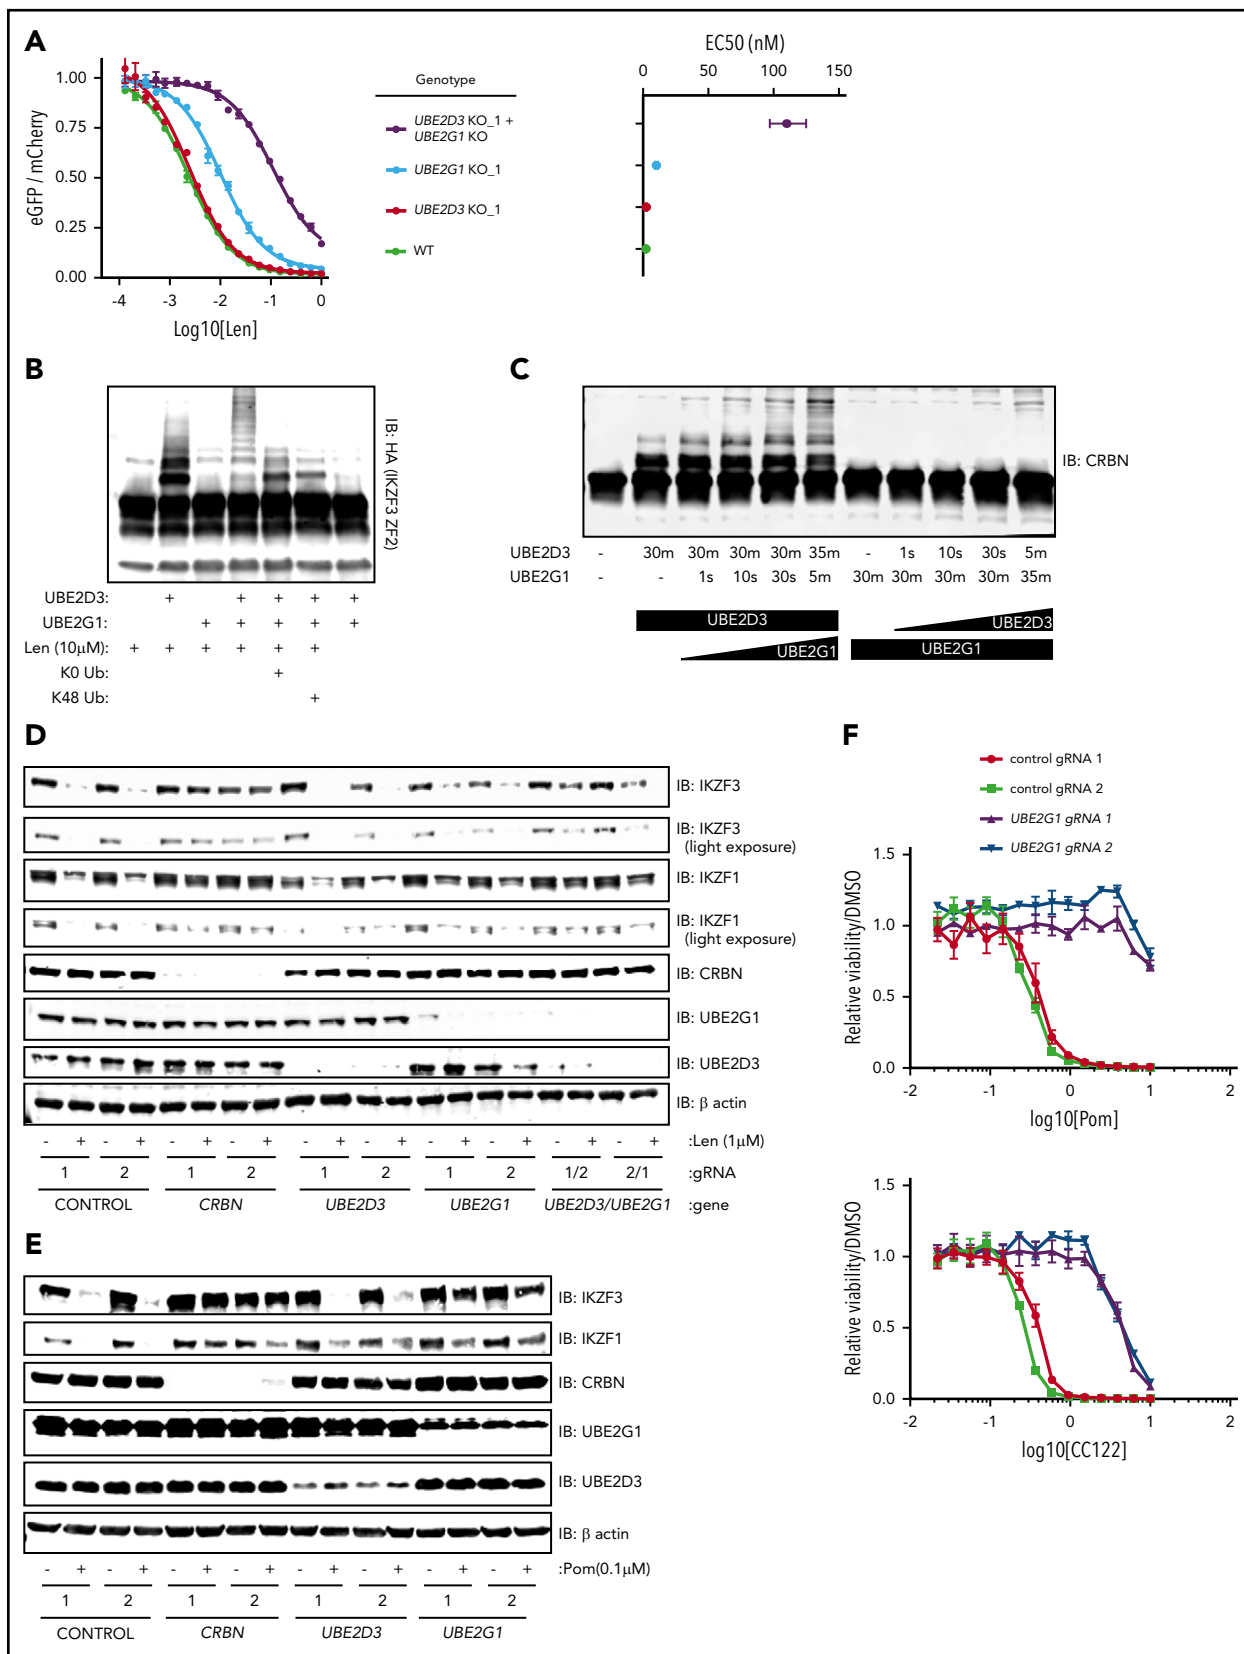 A
1.00
0.75
0.50
0.25
0.00
eGFP / mCherry
-4
-3
-2
-1
0
Log10[Len]
Genotype
UBE2D3 KO_1 +
UBE2G1 KO
UBE2G1 KO_1
UBE2D3 KO_1
WT
EC50 (nM)
0
50
100
150
B
IB: HA (IKZF3 ZF2)
UBE2D3: + + + + +
UBE2G1: + + + + +
Len (10μM): + + + + + +
K0 Ub: +
K48 Ub: +
C
IB: CRBN
UBE2D3 - 30m 30m 30m 30m 35m - 1s 10s 30s 5m
UBE2G1 - - 1s 10s 30s 5m 30m 30m 30m 30m 35m
UBE2D3
UBE2G1
UBE2D3
UBE2G1
D
IB: IKZF3
IB: IKZF3
(light exposure)
IB: IKZF1
IB: IKZF1
(light exposure)
IB: CRBN
IB: UBE2G1
IB: UBE2D3
IB: β actin
- + - + - + - + - + - + - + - + - + - + :Len (1μM)
1 2 1 2 1 2 1 2 1/2 2/1 :gRNA
CONTROL CRBN UBE2D3 UBE2G1 UBE2D3/UBE2G1 :gene
E
IB: IKZF3
IB: IKZF1
IB: CRBN
IB: UBE2G1
IB: UBE2D3
IB: β actin
- + - + - + - + - + - + - + - + :Pom(0.1μM)
1 2 1 2 1 2 1 2
CONTROL CRBN UBE2D3 UBE2G1
F
control gRNA 1
control gRNA 2
UBE2G1 gRNA 1
UBE2G1 gRNA 2
1.5
1.0
0.5
0.0
Relative viability/DMSO
-2
-1
0
1
2
log10[Pom]
1.5
1.0
0.5
0.0
Relative viability/DMSO
-2
-1
0
1
2
log10[CC122]